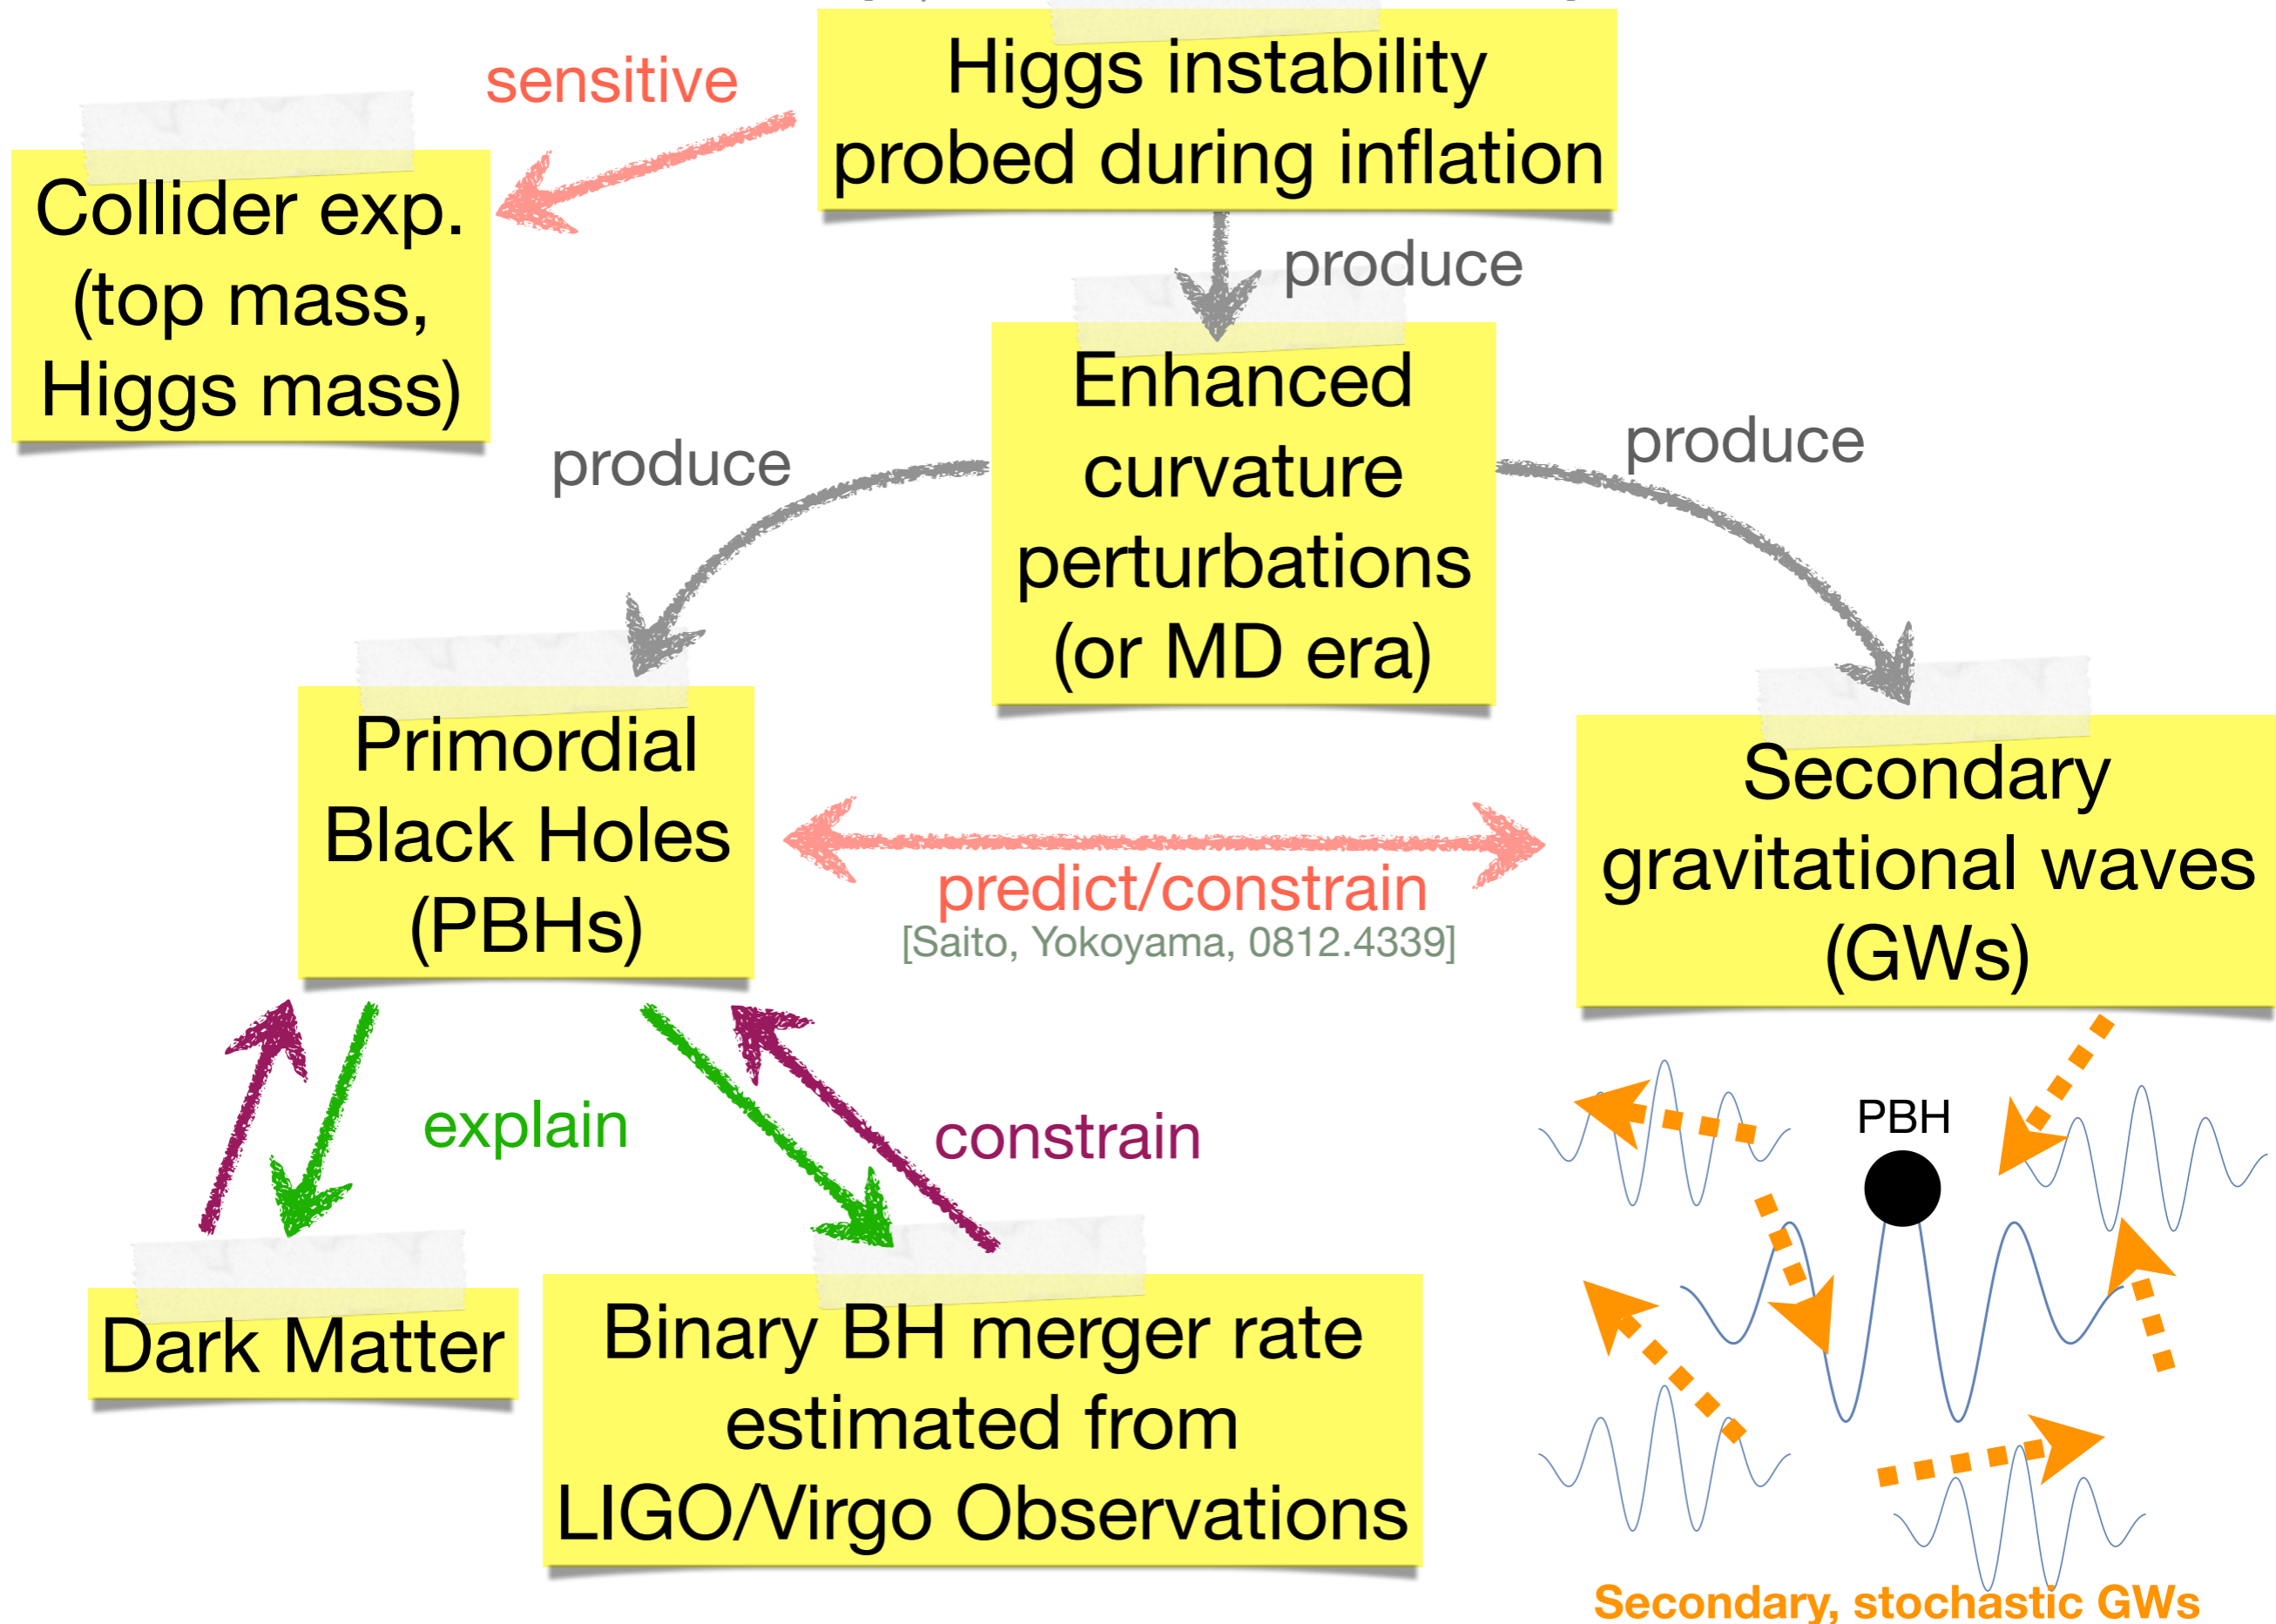 sensitive
Higgs instability
probed during inflation
Collider exp.
(top mass,
Higgs mass)
produce
Enhanced
curvature
perturbations
(or MD era)
produce
produce
Primordial
Black Holes
(PBHs)
predict/constrain
[Saito, Yokoyama, 0812.4339]
Secondary
gravitational waves
(GWs)
explain
constrain
PBH
Dark Matter
Binary BH merger rate
estimated from
LIGO/Virgo Observations
Secondary, stochastic GWs